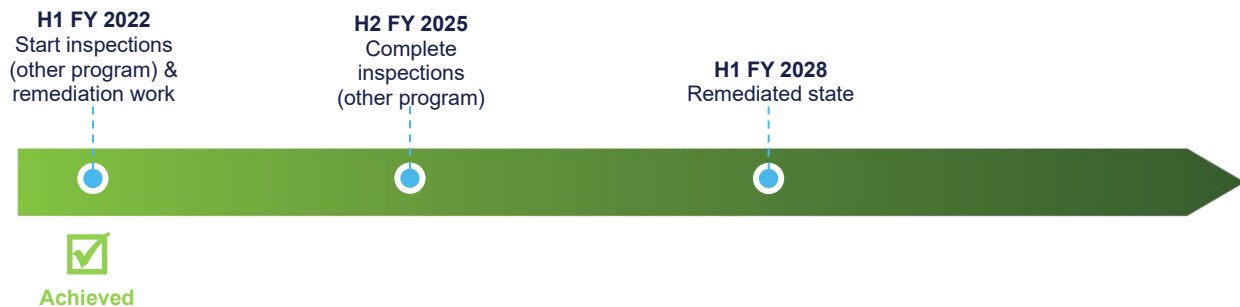 H1 FY 2022
Start inspections
(other program) &
remediation work
H2 FY 2025
Complete
inspections
(other program)
H1 FY 2028
Remediated state
Achieved